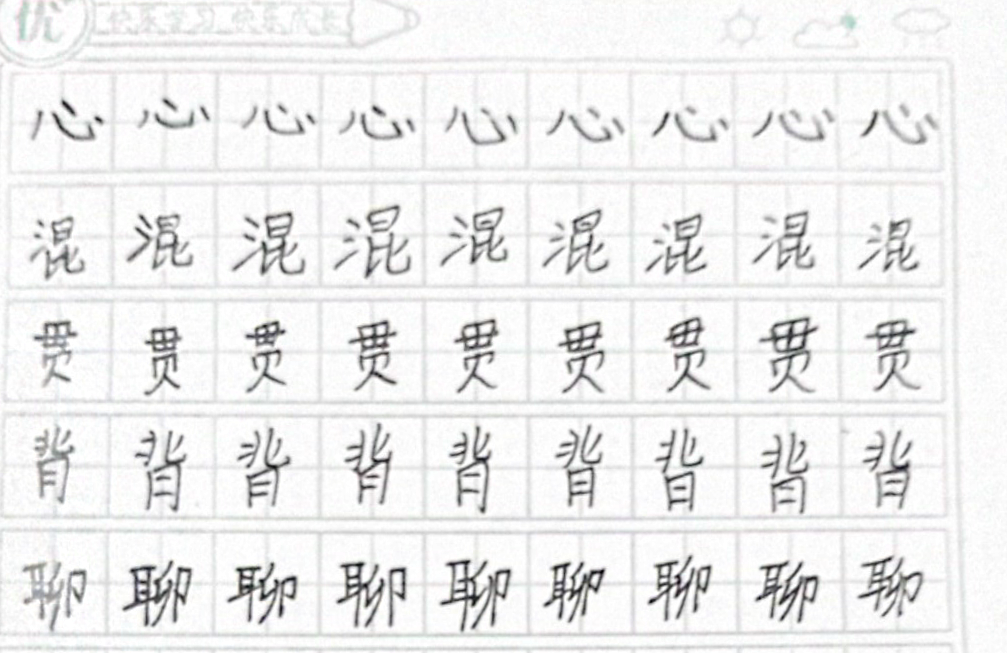 优 快乐学习 快乐成长
心 心 心 心 心 心 心 心 心
混 混 混 混 混 混 混 混 混
贯 贯 贯 贯 贯 贯 贯 贯 贯
背 背 背 背 背 背 背 背 背
聊 聊 聊 聊 聊 聊 聊 聊 聊